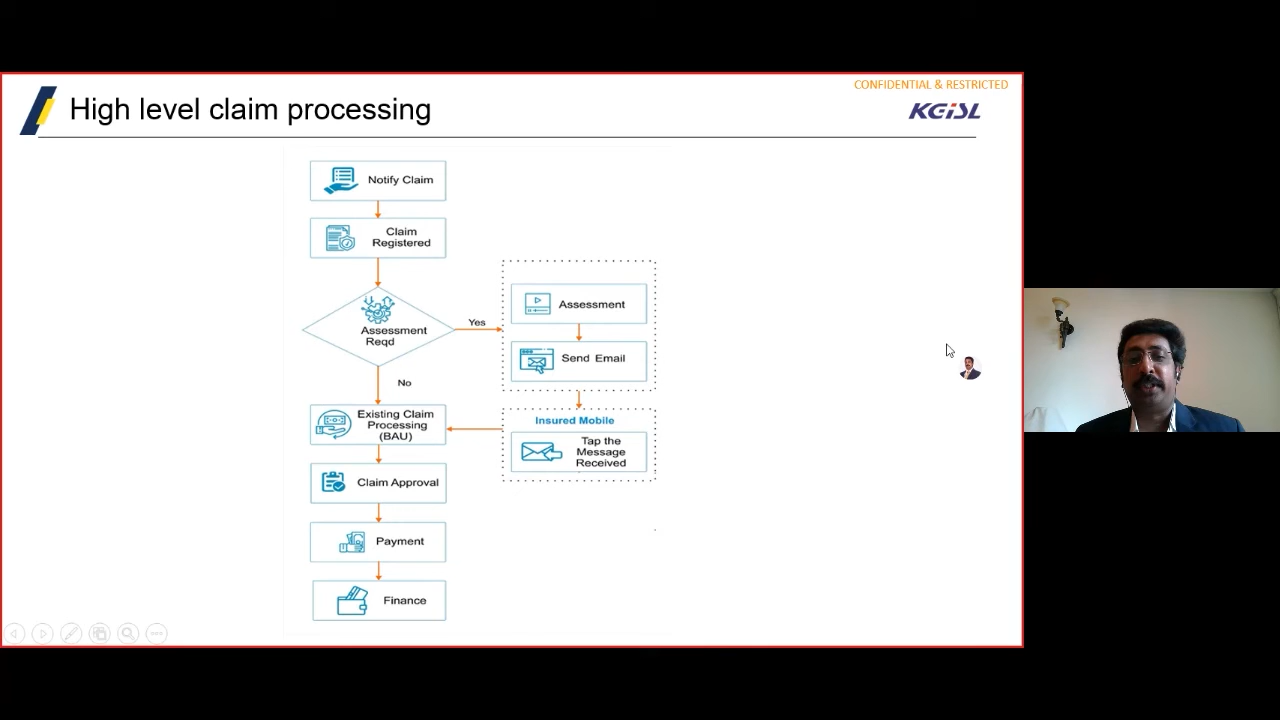 CONFIDENTIAL & RESTRICTED
High level claim processing
KGiSL
Notify Claim
Claim
Registered
Assessment
Reqd
Yes
No
Assessment
Send Email
Insured Mobile
Tap the
Message
Received
Existing Claim
Processing
(BAU)
Claim Approval
Payment
Finance